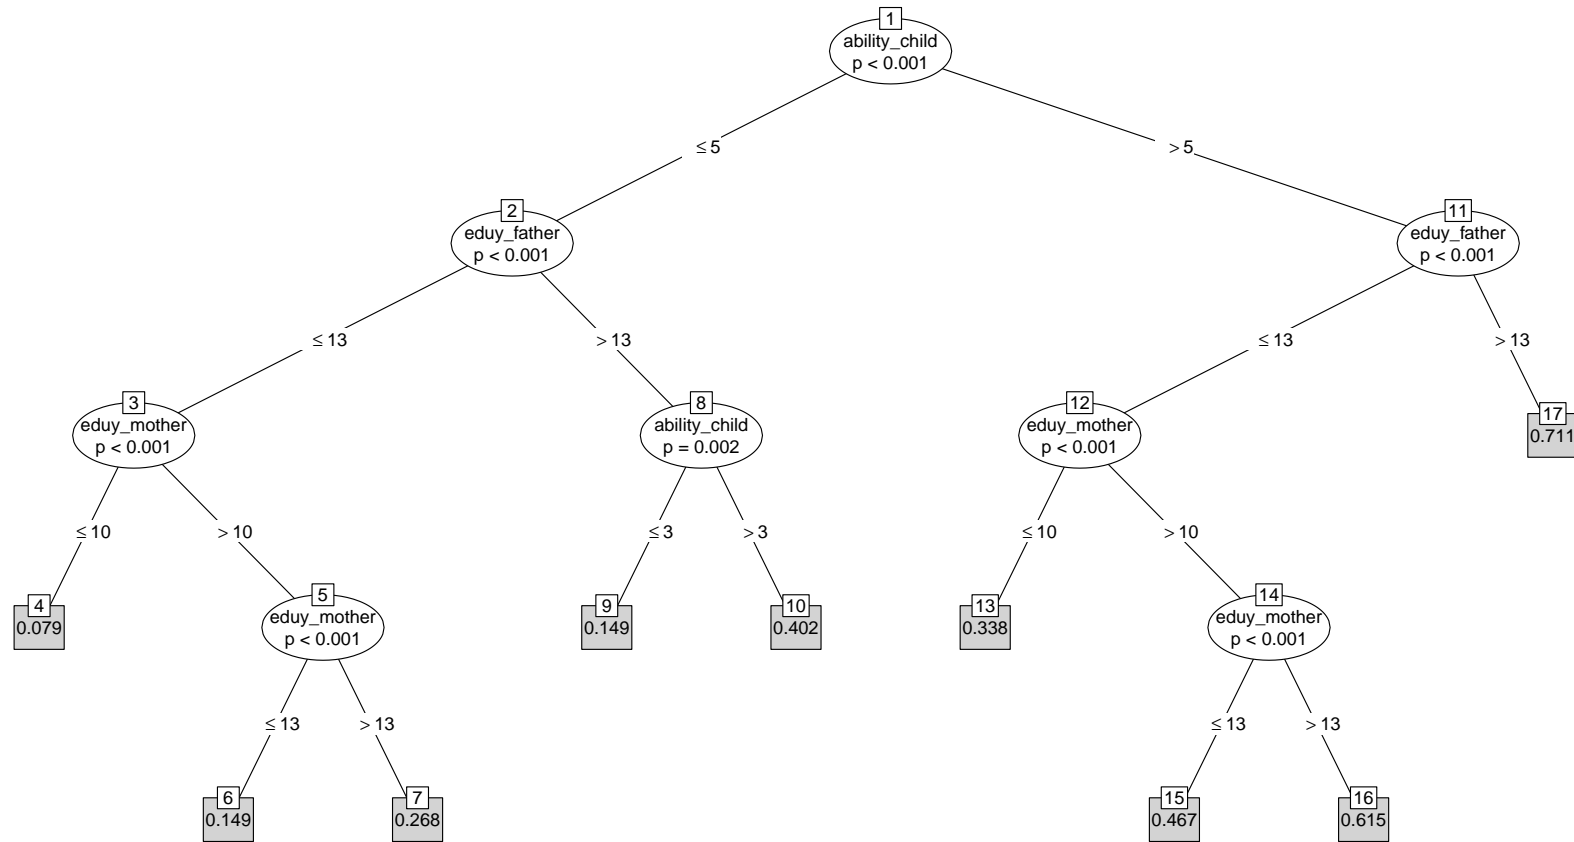 1
ability_child
p < 0.001
≤ 5
> 5
2
eduy_father
p < 0.001
11
eduy_father
p < 0.001
≤ 13
> 13
≤ 13
> 13
3
eduy_mother
p < 0.001
8
ability_child
p = 0.002
12
eduy_mother
p < 0.001
17
0.711
≤ 10
> 10
≤ 3
> 3
≤ 10
> 10
4
0.079
5
eduy_mother
p < 0.001
9
0.149
10
0.402
13
0.338
14
eduy_mother
p < 0.001
≤ 13
> 13
≤ 13
> 13
6
0.149
7
0.268
15
0.467
16
0.615